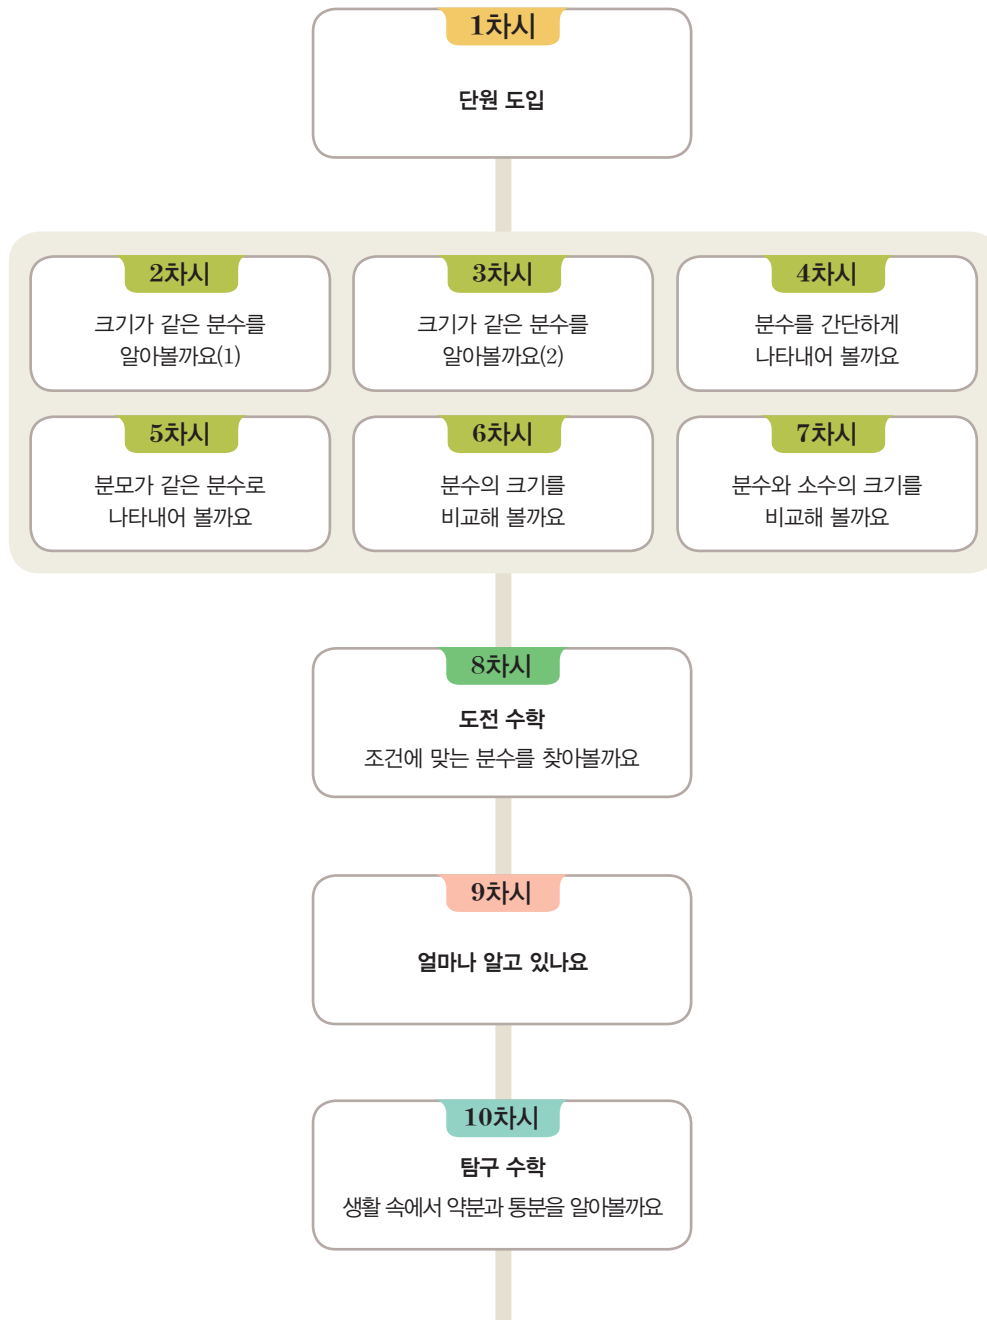 1차시
단원 도입
2차시
크기가 같은 분수를
알아볼까요(1)
3차시
크기가 같은 분수를
알아볼까요(2)
4차시
분수를 간단하게
나타내어 볼까요
5차시
분모가 같은 분수로
나타내어 볼까요
6차시
분수의 크기를
비교해 볼까요
7차시
분수와 소수의 크기를
비교해 볼까요
8차시
도전 수학
조건에 맞는 분수를 찾아볼까요
9차시
얼마나 알고 있나요
10차시
탐구 수학
생활 속에서 약분과 통분을 알아볼까요